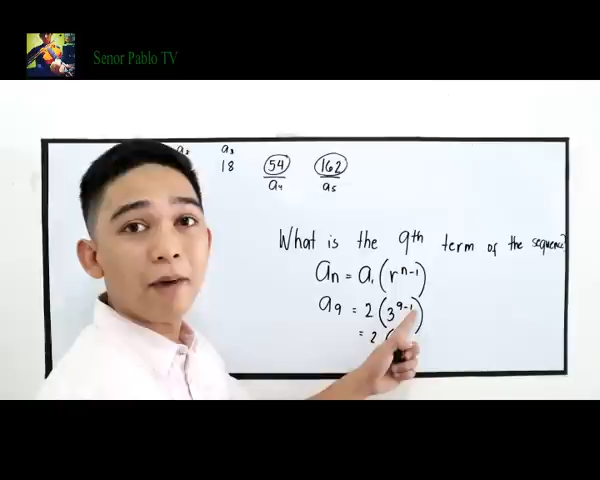 Senor Pablo TV
a₃
18 54 162
a₄ a₅
What is the 9th term of the sequence?
aₙ = a₁ (rⁿ⁻¹)
a₉ = 2 (3⁹⁻¹)
= 2 (